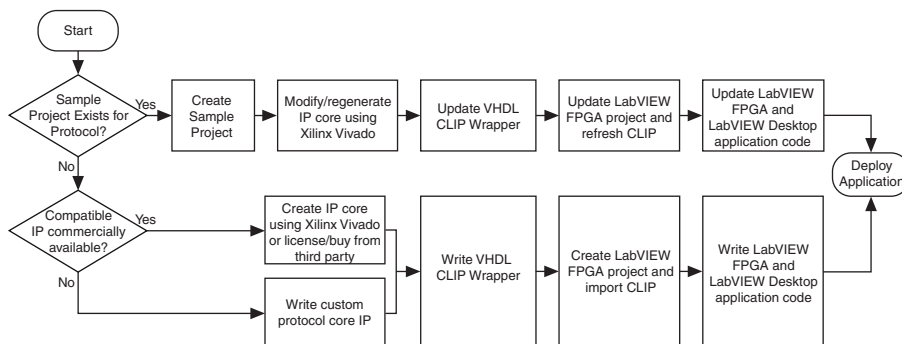 Start
Sample
Project Exists for
Protocol?
Yes
Create
Sample
Project
Modify/regenerate
IP core using
Xilinx Vivado
Update VHDL
CLIP Wrapper
Update LabVIEW
FPGA project and
refresh CLIP
Update LabVIEW
FPGA and
LabVIEW Desktop
application code
Deploy
Application
No
Compatible
IP commercially
available?
Yes
Create IP core
using Xilinx Vivado
or license/buy from
third party
No
Write custom
protocol core IP
Write VHDL
CLIP Wrapper
Create LabVIEW
FPGA project and
import CLIP
Write LabVIEW
FPGA and
LabVIEW Desktop
application code